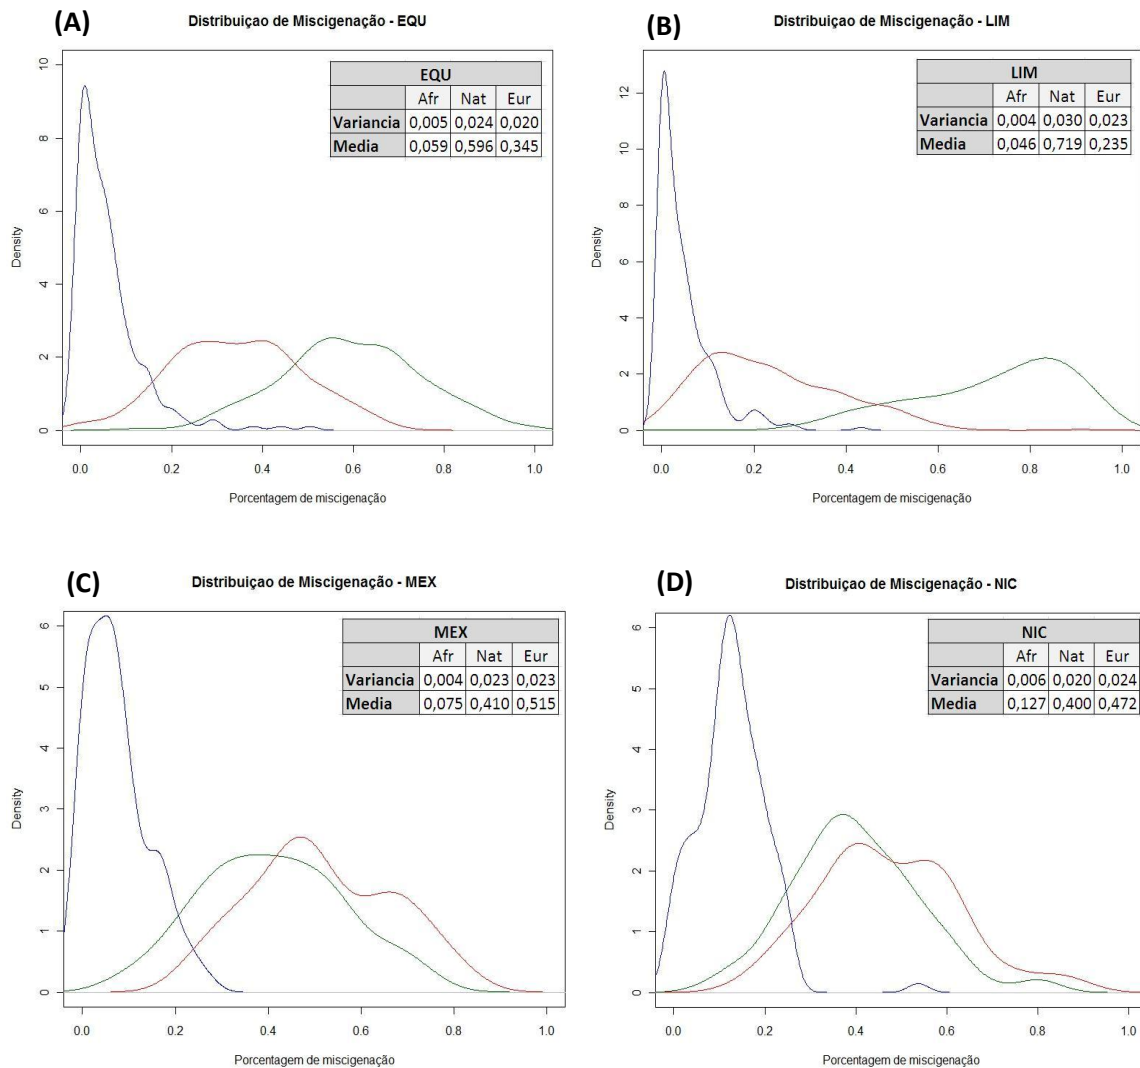 (A)
Distribuiçao de Miscigenação - EQU
EQU
Afr Nat Eur
Variancia 0,005 0,024 0,020
Media 0,059 0,596 0,345
Density
10
8
6
4
2
0
0.0 0.2 0.4 0.6 0.8 1.0
Porcentagem de miscigenação
(B)
Distribuiçao de Miscigenação - LIM
LIM
Afr Nat Eur
Variancia 0,004 0,030 0,023
Media 0,046 0,719 0,235
Density
12
10
8
6
4
2
0
0.0 0.2 0.4 0.6 0.8 1.0
Porcentagem de miscigenação
(C)
Distribuiçao de Miscigenação - MEX
MEX
Afr Nat Eur
Variancia 0,004 0,023 0,023
Media 0,075 0,410 0,515
Density
6
5
4
3
2
1
0
0.0 0.2 0.4 0.6 0.8 1.0
Porcentagem de miscigenação
(D)
Distribuiçao de Miscigenação - NIC
NIC
Afr Nat Eur
Variancia 0,006 0,020 0,024
Media 0,127 0,400 0,472
Density
6
5
4
3
2
1
0
0.0 0.2 0.4 0.6 0.8 1.0
Porcentagem de miscigenação